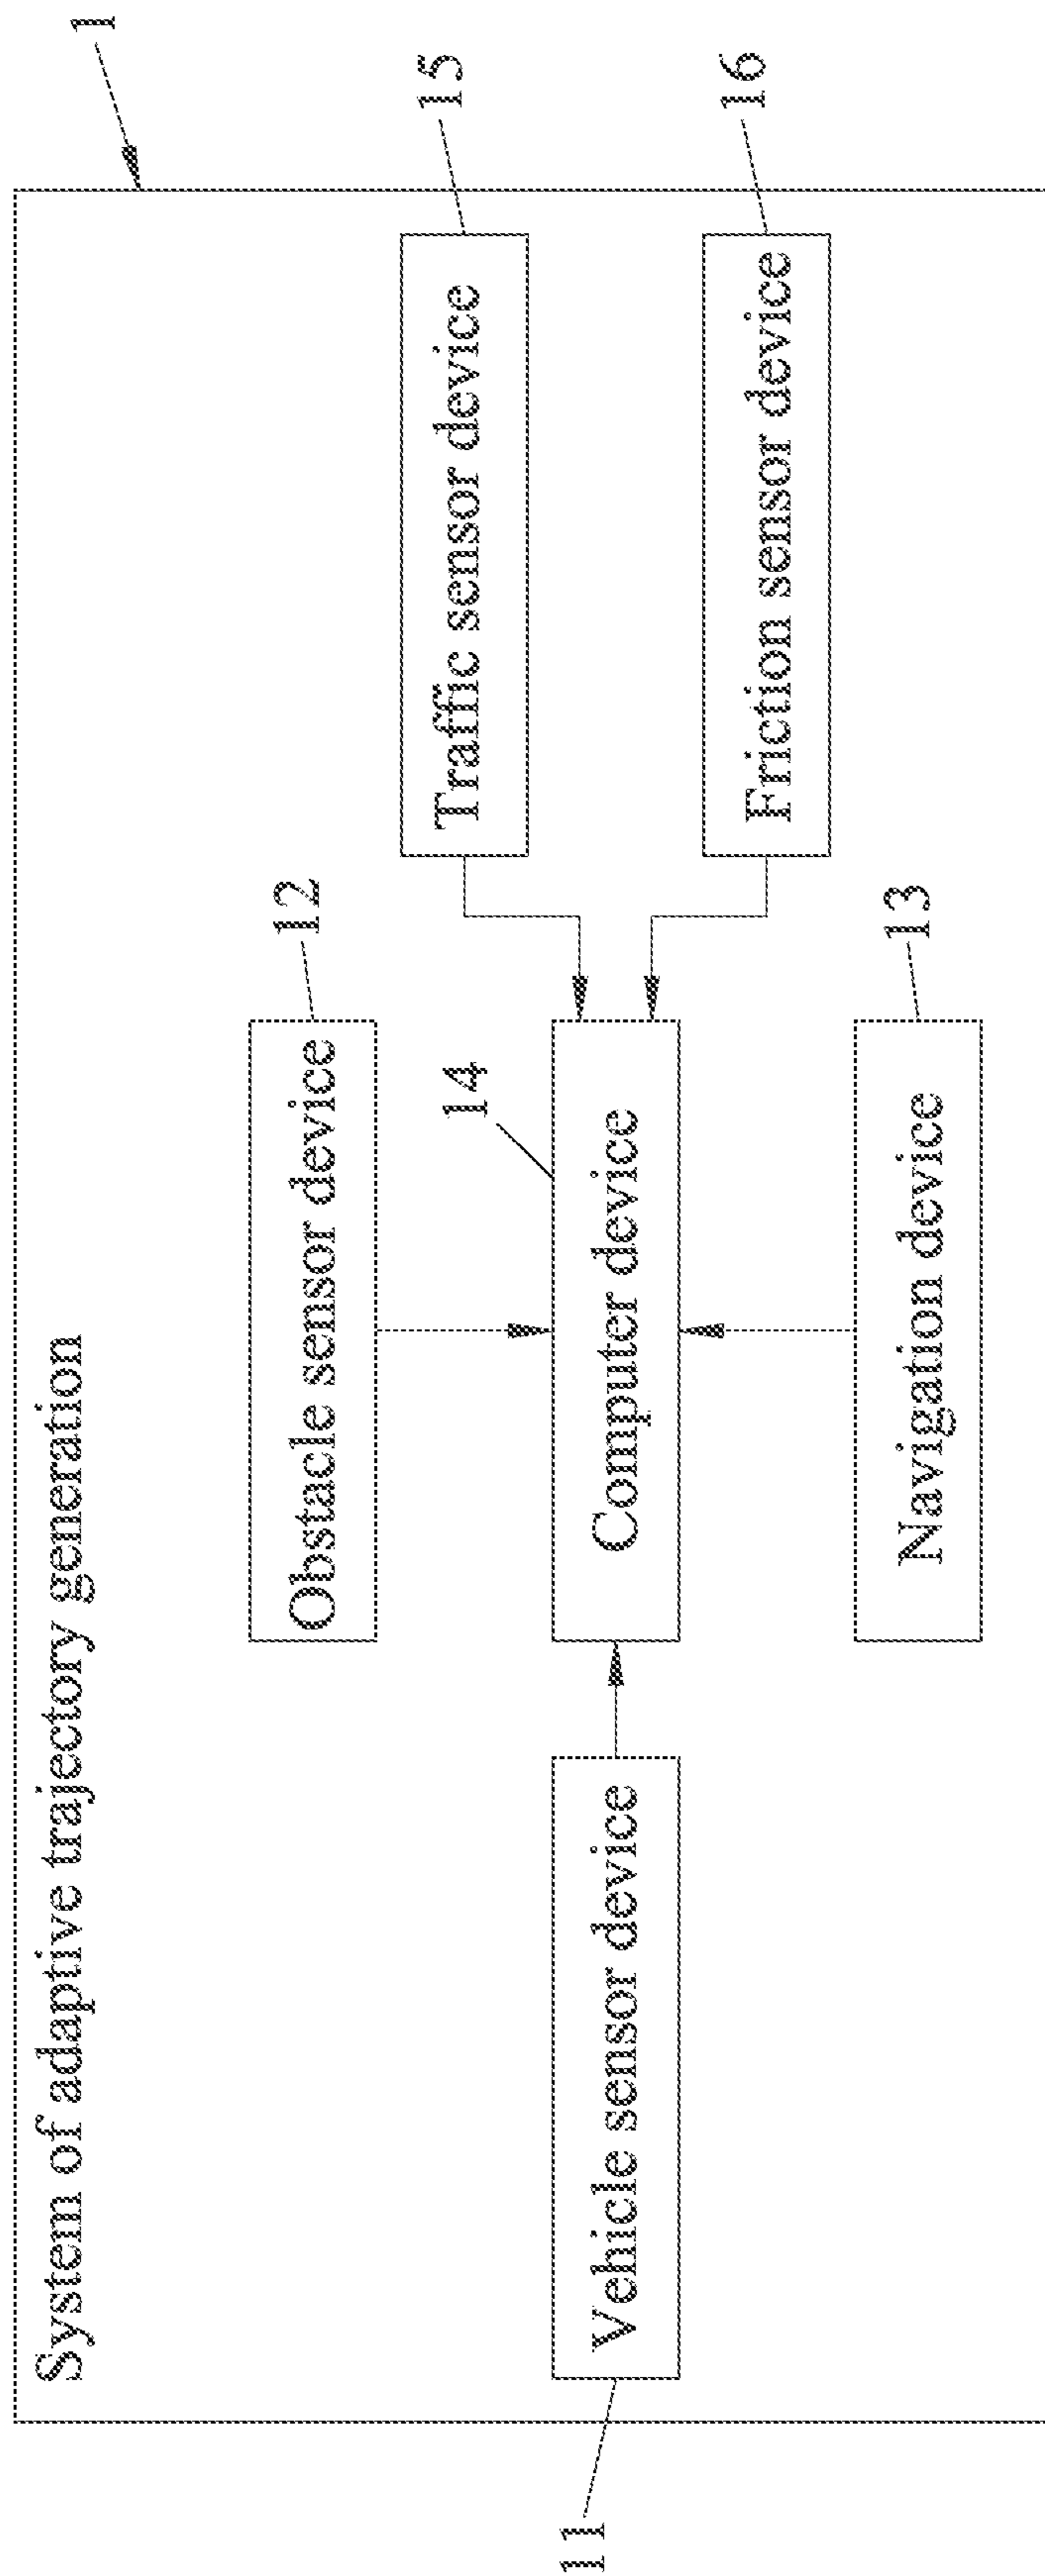 1
System of adaptive trajectory generation
12
Obstacle sensor device
15
Traffic sensor device
11
Vehicle sensor device
14
Computer device
16
Friction sensor device
13
Navigation device